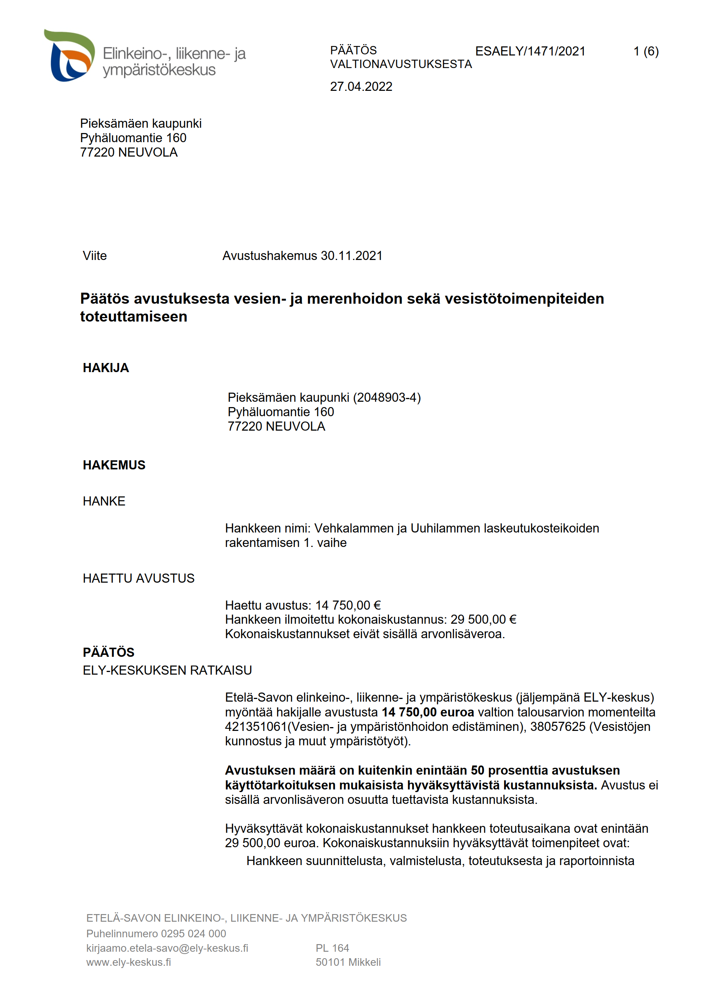 Elinkeino-, liikenne- ja
ympäristökeskus
PÄÄTÖS
VALTIONAVUSTUKSESTA
ESAELY/1471/2021
1 (6)
27.04.2022
Pieksämäen kaupunki
Pyhäluomantie 160
77220 NEUVOLA
Viite
Avustushakemus 30.11.2021
Päätös avustuksesta vesien- ja merenhoidon sekä vesistötoimenpiteiden
toteuttamiseen
HAKIJA
Pieksämäen kaupunki (2048903-4)
Pyhäluomantie 160
77220 NEUVOLA
HAKEMUS
HANKE
Hankkeen nimi: Vehkalammen ja Uuhilammen laskeutukosteikoiden
rakentamisen 1. vaihe
HAETTU AVUSTUS
Haettu avustus: 14 750,00 €
Hankkeen ilmoitettu kokonaiskustannus: 29 500,00 €
Kokonaiskustannukset eivät sisällä arvonlisäveroa.
PÄÄTÖS
ELY-KESKUKSEN RATKAISU
Etelä-Savon elinkeino-, liikenne- ja ympäristökeskus (jäljempänä ELY-keskus)
myöntää hakijalle avustusta 14 750,00 euroa valtion talousarvion momenteilta
421351061(Vesien- ja ympäristönhoidon edistäminen), 38057625 (Vesistöjen
kunnostus ja muut ympäristötyöt).
Avustuksen määrä on kuitenkin enintään 50 prosenttia avustuksen
käyttötarkoituksen mukaisista hyväksyttävistä kustannuksista. Avustus ei
sisällä arvonlisäveron osuutta tuettavista kustannuksista.
Hyväksyttävät kokonaiskustannukset hankkeen toteutusaikana ovat enintään
29 500,00 euroa. Kokonaiskustannuksiin hyväksyttävät toimenpiteet ovat:
Hankkeen suunnittelusta, valmistelusta, toteutuksesta ja raportoinnista
ETELÄ-SAVON ELINKEINO-, LIIKENNE- JA YMPÄRISTÖKESKUS
Puhelinnumero 0295 024 000
kirjaamo.etela-savo@ely-keskus.fi
PL 164
www.ely-keskus.fi
50101 Mikkeli